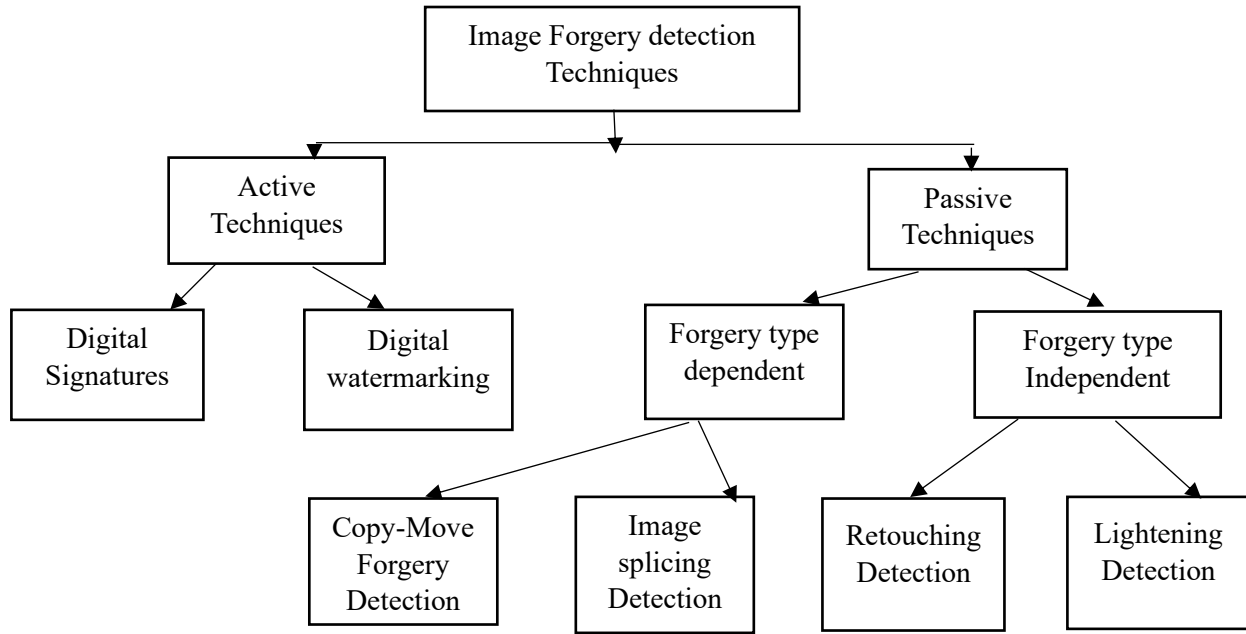 Image Forgery detection
Techniques
Active
Techniques
Passive
Techniques
Digital
Signatures
Digital
watermarking
Forgery type
dependent
Forgery type
Independent
Copy-Move
Forgery
Detection
Image
splicing
Detection
Retouching
Detection
Lightening
Detection